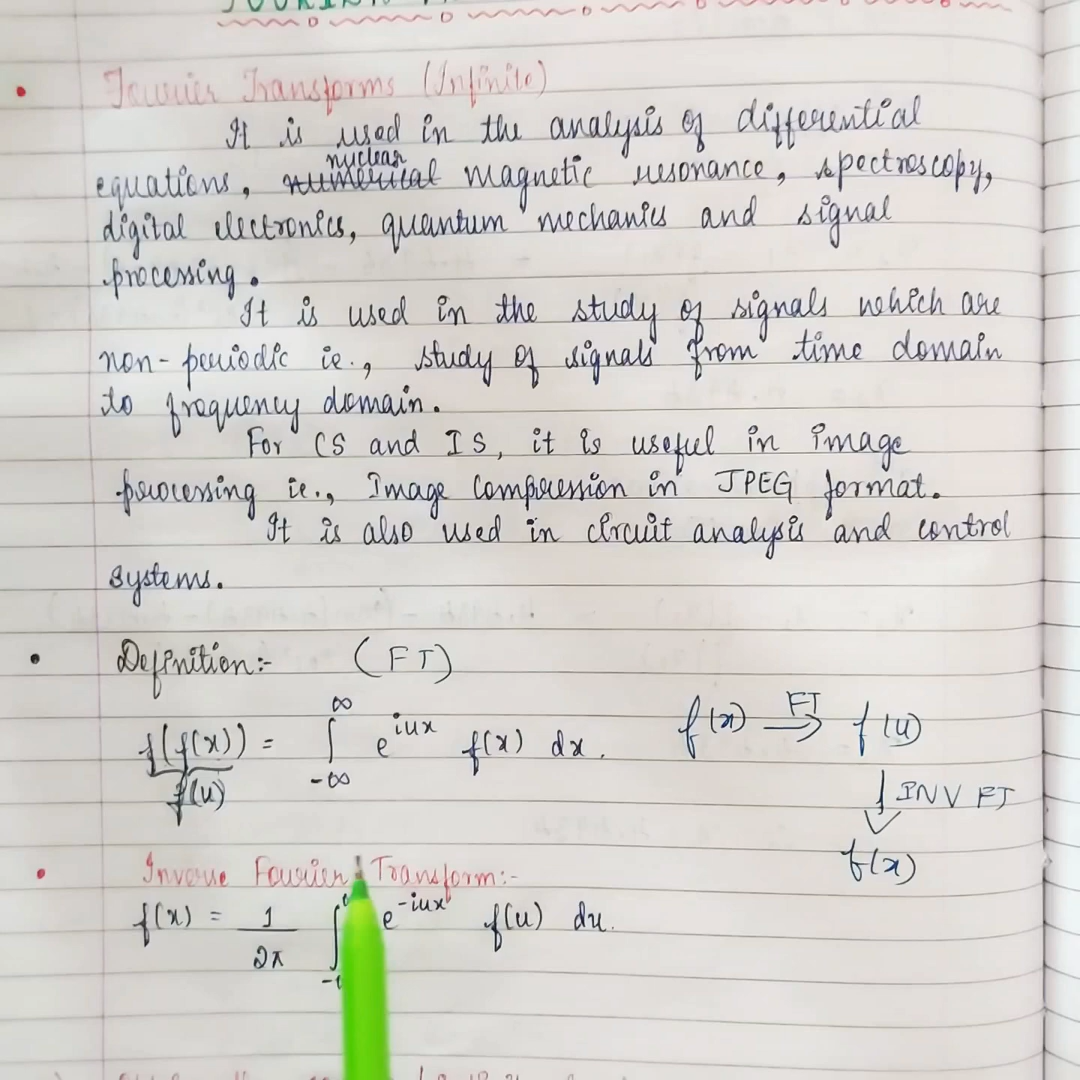 Fourier Transforms (Infinite)
It is used in the analysis of differential
nuclear
equations, numerical magnetic resonance, spectroscopy,
digital electronics, quantum mechanics and signal
processing.
It is used in the study of signals which are
non-periodic ie., study of signals from time domain
to frequency domain.
For CS and IS, it is useful in image
processing ie., Image Compression in JPEG format.
It is also used in circuit analysis and control
systems.
Definition:- (FT)
f(f(x)) = ∫ -∞ ∞ e^iux f(x) dx.
f(u)
f(x) FT → f(u)
↓ INV FT
f(x)
Inverse Fourier Transform:-
f(x) = 1/2π ∫ e^-iux f(u) du.